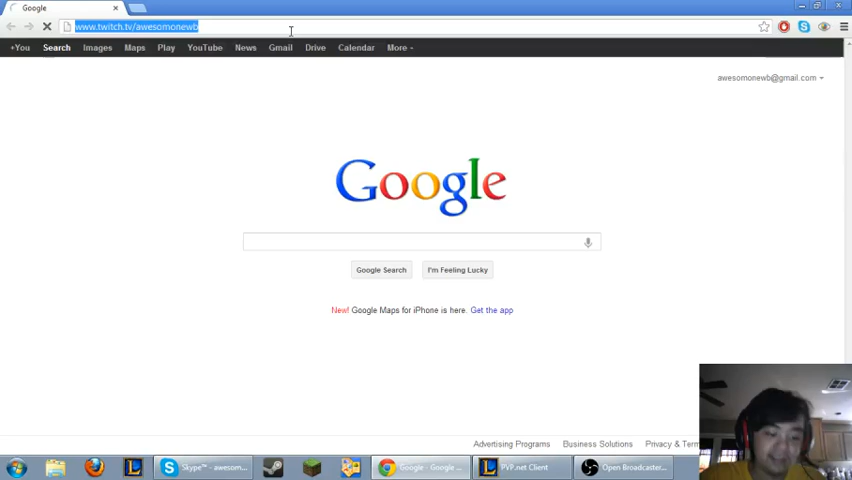 Google
www.twitch.tv/awesomonewb
+You Search Images Maps Play YouTube News Gmail Drive Calendar More
awesomonewb@gmail.com
Google
Google Search I'm Feeling Lucky
New! Google Maps for iPhone is here. Get the app
Advertising Programs Business Solutions Privacy & Term
Skype™ - awesom... Google - Google ... PVP.net Client Open Broadcaster...